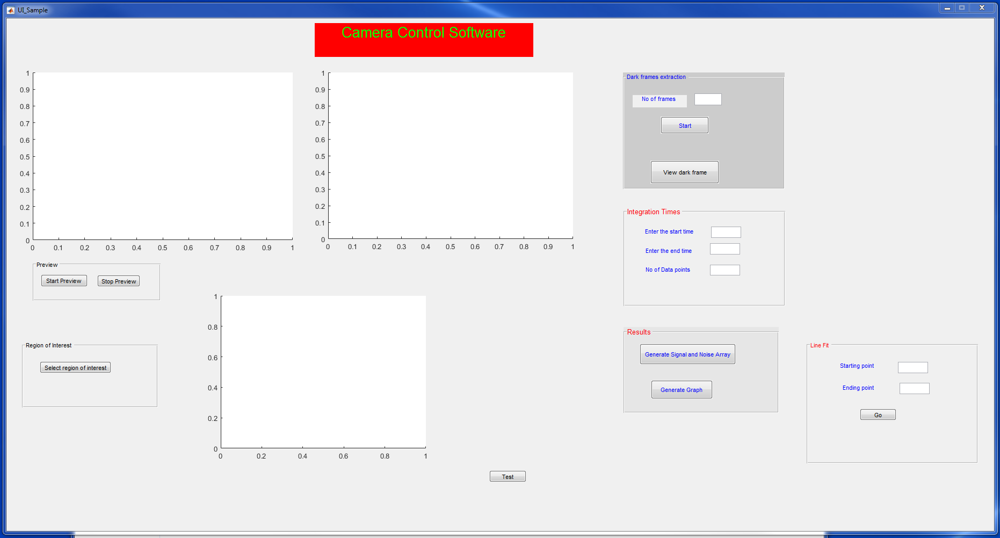 UI_Sample
Camera Control Software
1
0.9
0.8
0.7
0.6
0.5
0.4
0.3
0.2
0.1
0
0 0.1 0.2 0.3 0.4 0.5 0.6 0.7 0.8 0.9 1
1
0.9
0.8
0.7
0.6
0.5
0.4
0.3
0.2
0.1
0
0 0.1 0.2 0.3 0.4 0.5 0.6 0.7 0.8 0.9 1
Dark frames extraction
No of frames
Start
View dark frame
Integration Times
Enter the start time
Enter the end time
No of Data points
Preview
Start Preview Stop Preview
Region of Interest
Select region of interest
1
0.8
0.6
0.4
0.2
0
0 0.2 0.4 0.6 0.8 1
Results
Generate Signal and Noise Array
Generate Graph
Line Fit
Starting point
Ending point
Go
Test